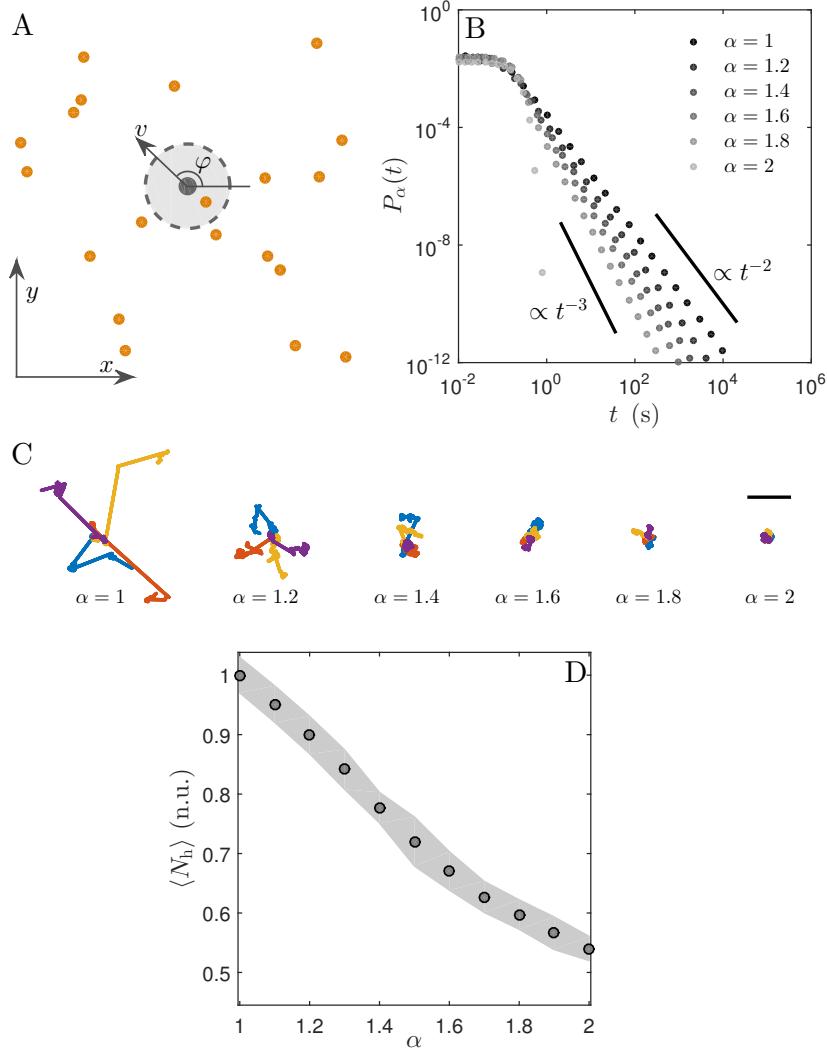 A
v
φ
y
x
B
10^0
10^-4
10^-8
10^-12
P_α(t)
α = 1
α = 1.2
α = 1.4
α = 1.6
α = 1.8
α = 2
∝ t^-3
∝ t^-2
10^-2
10^0
10^2
10^4
10^6
t (s)
C
α = 1
α = 1.2
α = 1.4
α = 1.6
α = 1.8
α = 2
D
1
0.9
0.8
0.7
0.6
0.5
⟨N_h⟩ (n.u.)
1
1.2
1.4
1.6
1.8
2
α